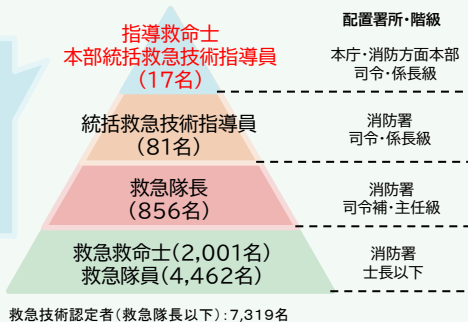 配置署所・階級
指導救命士
本部統括救急技術指導員
(17名)
本庁・消防方面本部
司令・係長級
統括救急技術指導員
(81名)
消防署
司令・係長級
救急隊長
(856名)
消防署
司令補・主任級
救急救命士(2,001名)
救急隊員(4,462名)
消防署
士長以下
救急技術認定者(救急隊長以下):7,319名